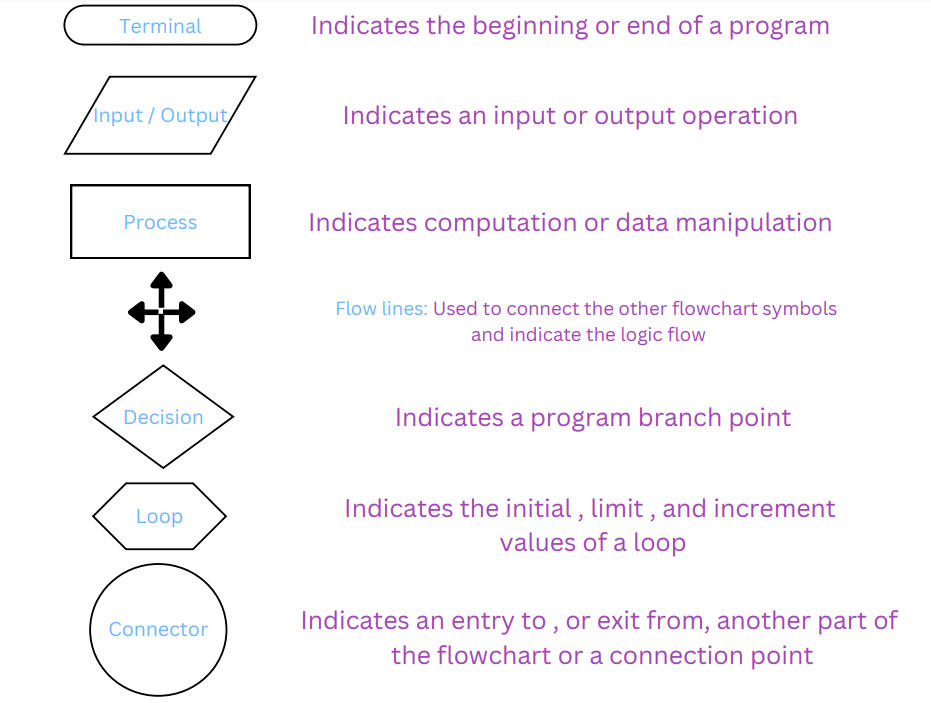 Terminal
Indicates the beginning or end of a program
Input / Output
Indicates an input or output operation
Process
Indicates computation or data manipulation
Flow lines: Used to connect the other flowchart symbols
and indicate the logic flow
Decision
Indicates a program branch point
Loop
Indicates the initial , limit , and increment
values of a loop
Connector
Indicates an entry to , or exit from, another part of
the flowchart or a connection point